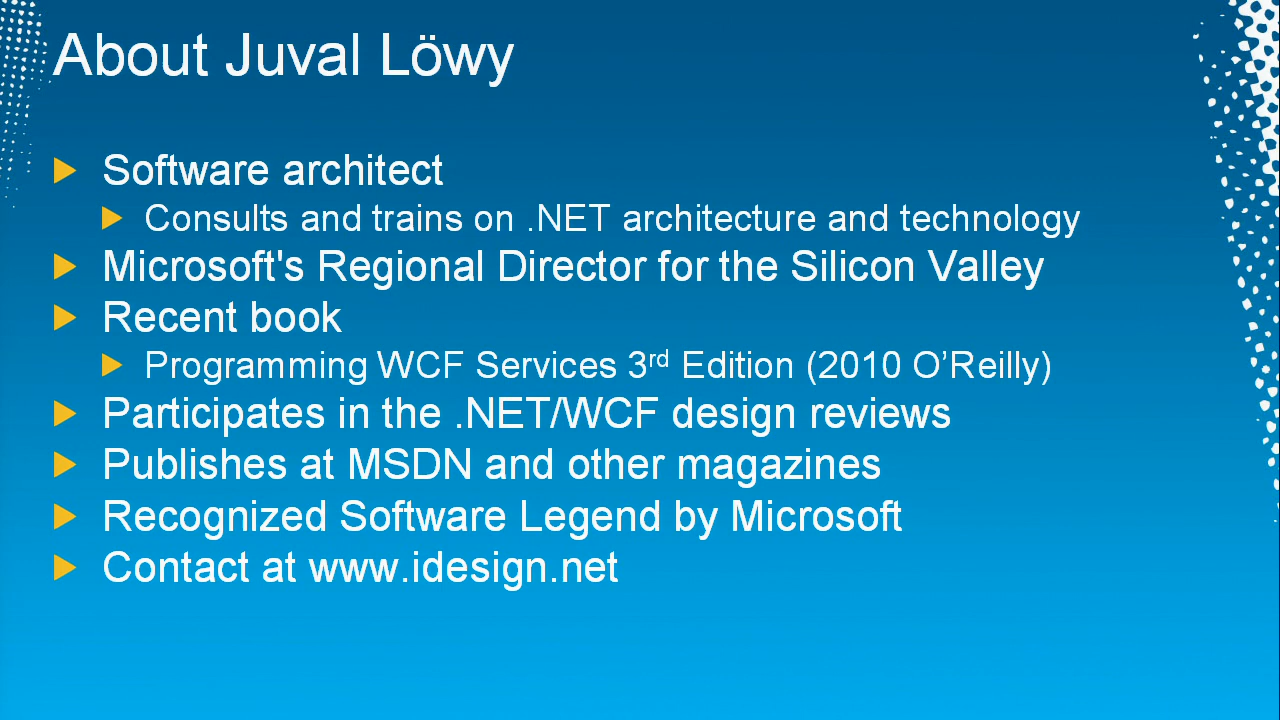 About Juval Löwy
Software architect
Consults and trains on .NET architecture and technology
Microsoft's Regional Director for the Silicon Valley
Recent book
Programming WCF Services 3rd Edition (2010 O’Reilly)
Participates in the .NET/WCF design reviews
Publishes at MSDN and other magazines
Recognized Software Legend by Microsoft
Contact at www.idesign.net